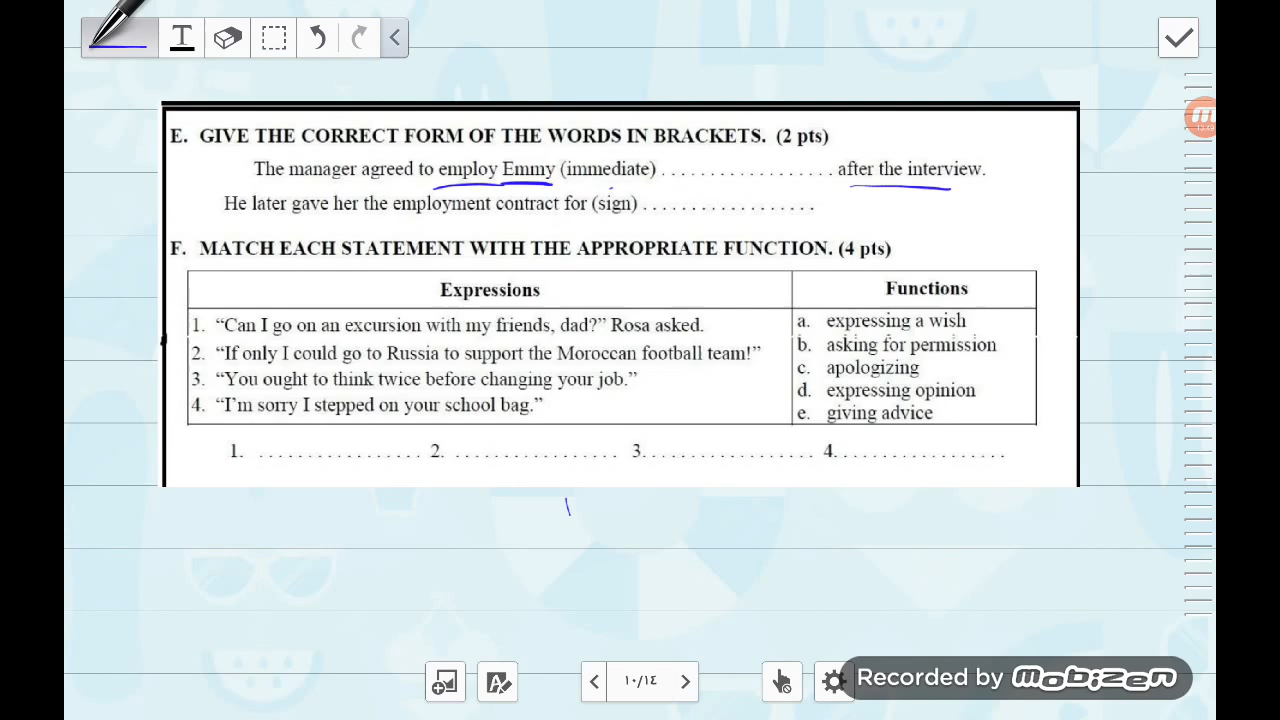 T
E. GIVE THE CORRECT FORM OF THE WORDS IN BRACKETS. (2 pts)
The manager agreed to employ Emmy (immediate) . . . . . . . . . . . . . . . . . after the interview.
He later gave her the employment contract for (sign) . . . . . . . . . . . . . . . . .
F. MATCH EACH STATEMENT WITH THE APPROPRIATE FUNCTION. (4 pts)
Expressions
1. “Can I go on an excursion with my friends, dad?” Rosa asked.
2. “If only I could go to Russia to support the Moroccan football team!”
3. “You ought to think twice before changing your job.”
4. “I’m sorry I stepped on your school bag.”
Functions
a. expressing a wish
b. asking for permission
c. apologizing
d. expressing opinion
e. giving advice
1. . . . . . . . . . . . . . . . . . 2. . . . . . . . . . . . . . . . . . 3. . . . . . . . . . . . . . . . . . 4. . . . . . . . . . . . . . . . . .
١٠/١٤
Recorded by mobizen